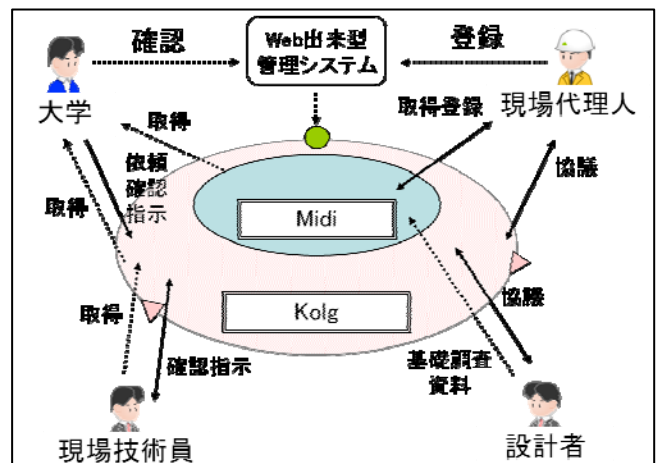 確認
Web出来型
管理システム
登録
大学
現場代理人
取得
取得登録
依頼
確認
指示
取得
協議
Midi
Kolg
取得
協議
確認指示
基礎調査
資料
現場技術員
設計者